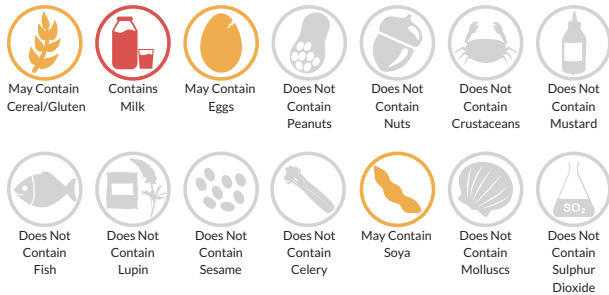 May Contain
Cereal/Gluten
Contains
Milk
May Contain
Eggs
Does Not
Contain
Peanuts
Does Not
Contain
Nuts
Does Not
Contain
Crustaceans
Does Not
Contain
Mustard
Does Not
Contain
Fish
Does Not
Contain
Lupin
Does Not
Contain
Sesame
Does Not
Contain
Celery
May Contain
Soya
Does Not
Contain
Molluscs
SO₂
Does Not
Contain
Sulphur
Dioxide